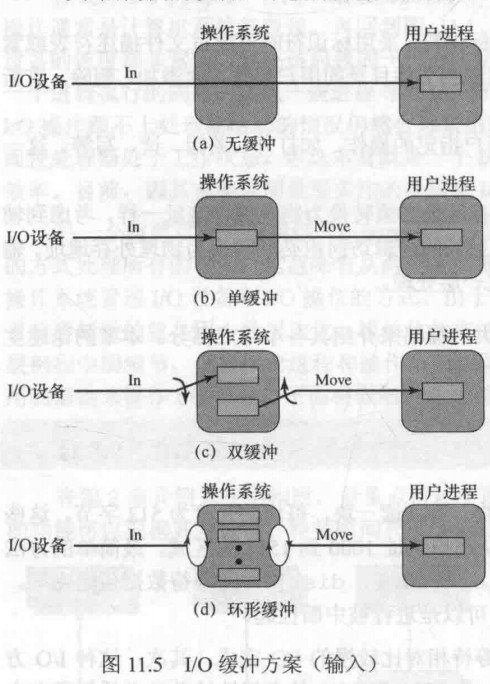 操作系统 用户进程
I/O设备 In
(a) 无缓冲
操作系统 用户进程
I/O设备 In Move
(b) 单缓冲
操作系统 用户进程
I/O设备 In Move
(c) 双缓冲
操作系统 用户进程
I/O设备 In Move
(d) 环形缓冲
图 11.5 I/O 缓冲方案（输入）